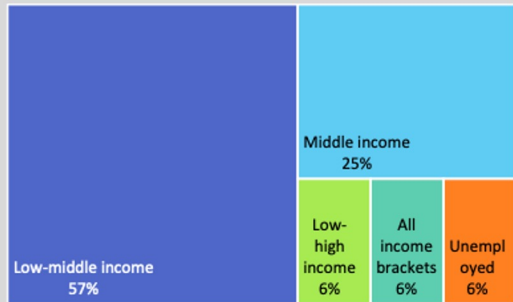 Low-middle income
57%
Middle income
25%
Low-
high
income
6%
All
income
brackets
6%
Unempl
oyed
6%